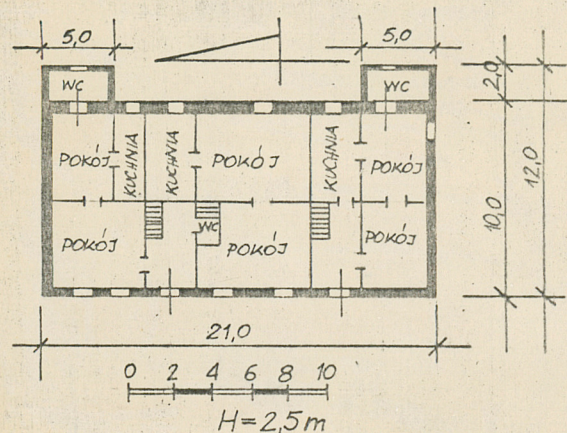 5,0
5,0
WC
WC
2,0
POKÓJ
KUCHNIA
KUCHNIA
POKÓJ
KUCHNIA
POKÓJ
12,0
10,0
POKÓJ
WC
POKÓJ
POKÓJ
21,0
0 2 4 6 8 10
H=2,5m